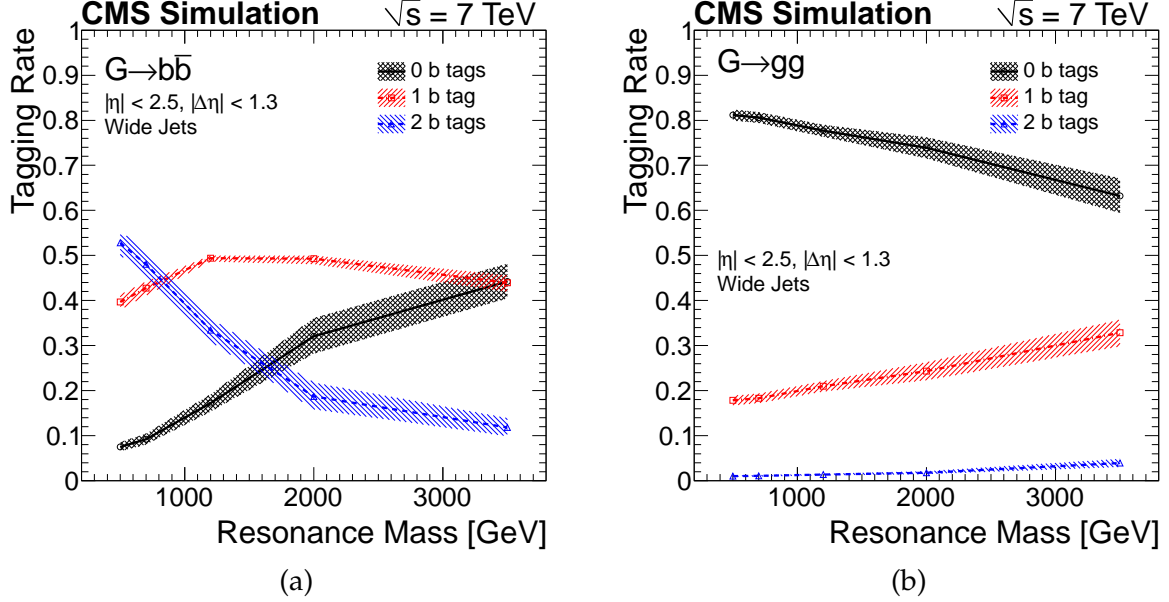 CMS Simulation √s = 7 TeV
Tagging Rate
1
0.9
0.8
0.7
0.6
0.5
0.4
0.3
0.2
0.1
0
G→bb̅
|η| < 2.5, |Δη| < 1.3
Wide Jets
0 b tags
1 b tag
2 b tags
1000 2000 3000
Resonance Mass [GeV]
(a)
CMS Simulation √s = 7 TeV
Tagging Rate
1
0.9
0.8
0.7
0.6
0.5
0.4
0.3
0.2
0.1
0
G→gg
0 b tags
1 b tag
2 b tags
|η| < 2.5, |Δη| < 1.3
Wide Jets
1000 2000 3000
Resonance Mass [GeV]
(b)